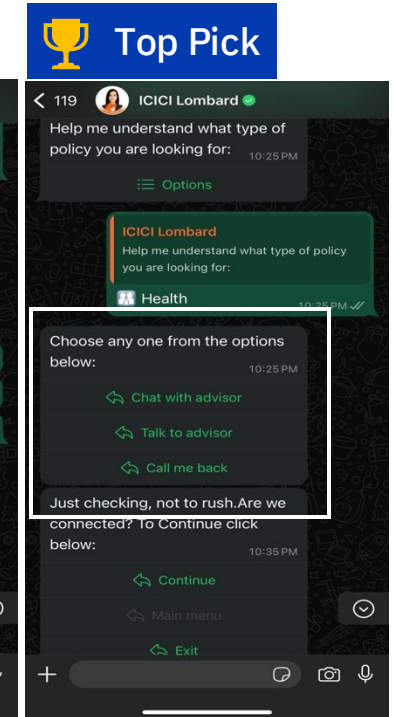 Top Pick
119
ICICI Lombard
Help me understand what type of
policy you are looking for:
10:25 PM
Options
ICICI Lombard
Help me understand what type of policy
you are looking for:
Health
10:25 PM
Choose any one from the options
below:
10:25 PM
Chat with advisor
Talk to advisor
Call me back
Just checking, not to rush.Are we
connected? To Continue click
below:
10:35 PM
Continue
Main menu
Exit